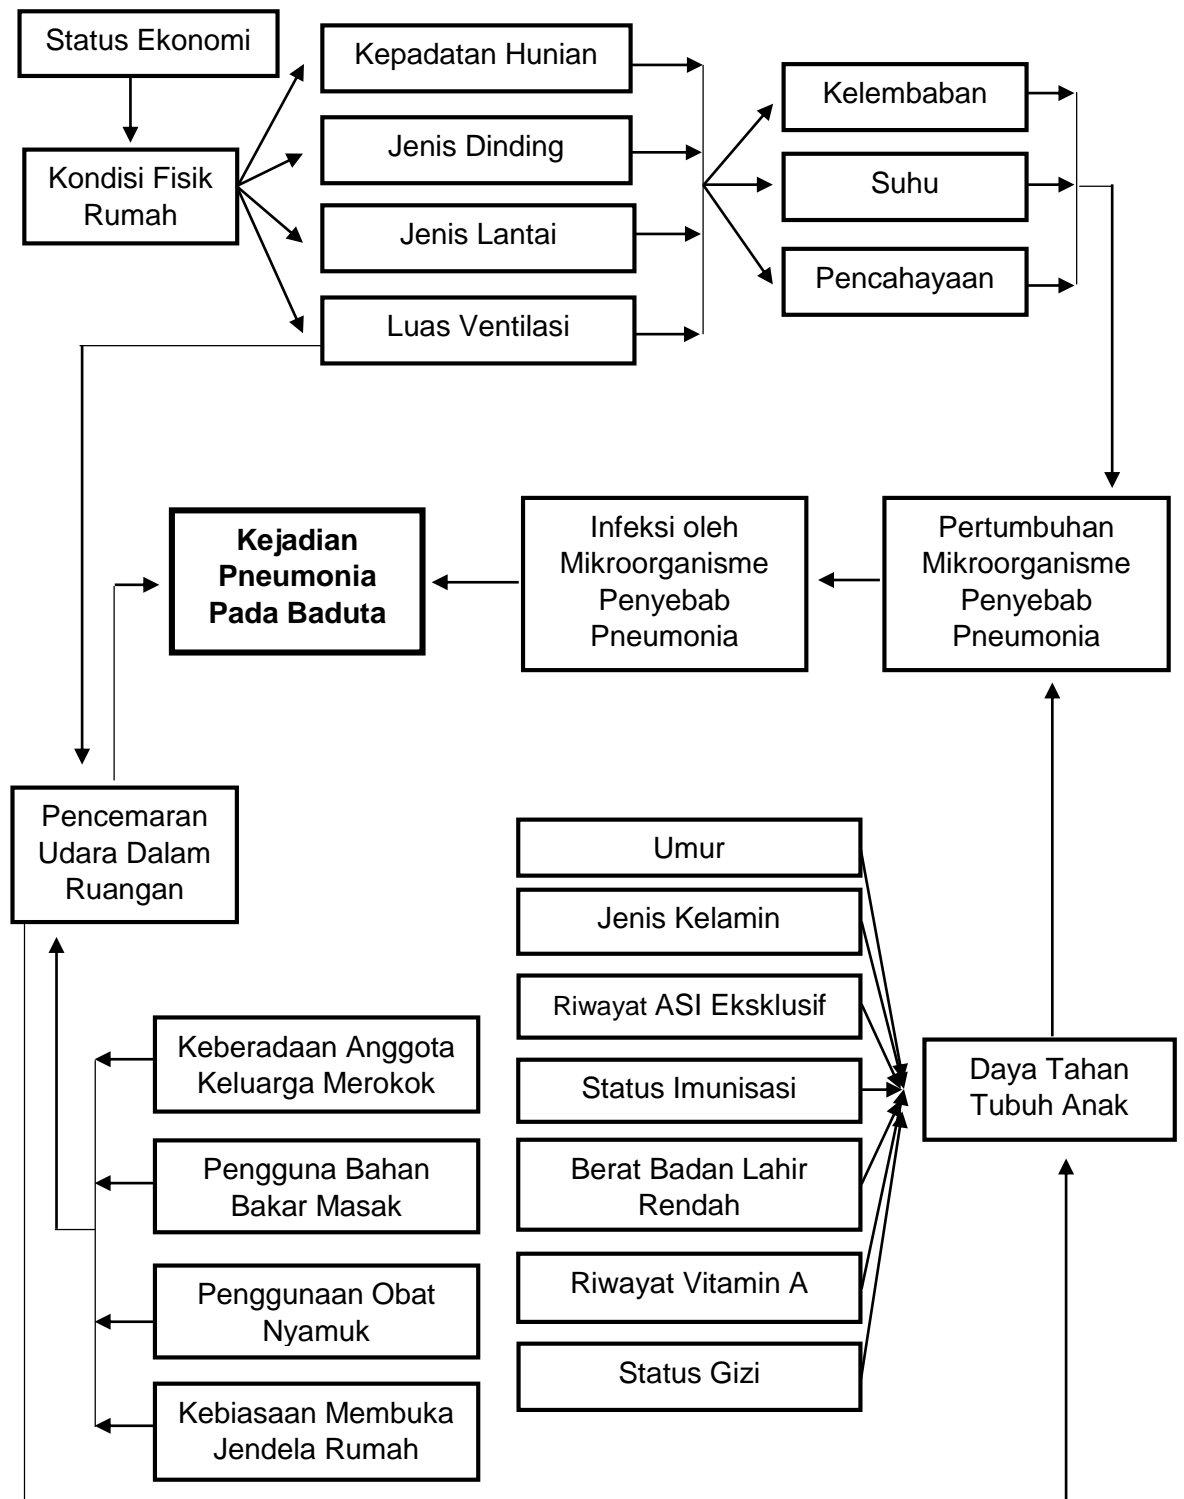 Status Ekonomi
Kondisi Fisik
Rumah
Kepadatan Hunian
Jenis Dinding
Jenis Lantai
Luas Ventilasi
Kelembaban
Suhu
Pencahayaan
Kejadian
Pneumonia
Pada Baduta
Infeksi oleh
Mikroorganisme
Penyebab
Pneumonia
Pertumbuhan
Mikroorganisme
Penyebab
Pneumonia
Pencemaran
Udara Dalam
Ruangan
Keberadaan Anggota
Keluarga Merokok
Pengguna Bahan
Bakar Masak
Penggunaan Obat
Nyamuk
Kebiasaan Membuka
Jendela Rumah
Umur
Jenis Kelamin
Riwayat ASI Eksklusif
Status Imunisasi
Berat Badan Lahir
Rendah
Riwayat Vitamin A
Status Gizi
Daya Tahan
Tubuh Anak